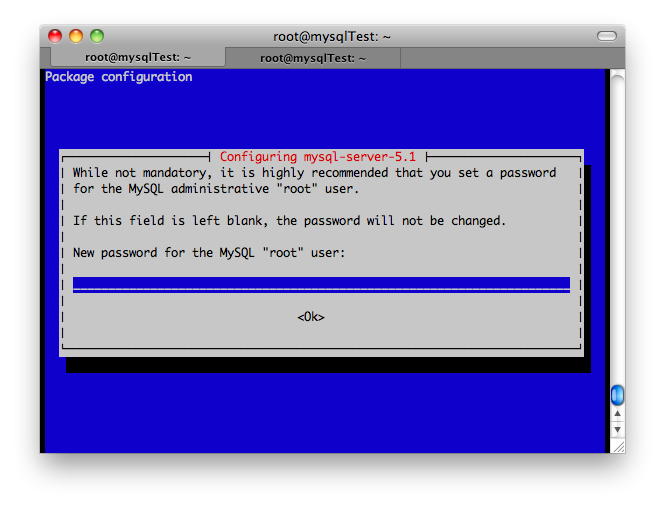 root@mysqlTest: ~
root@mysqlTest: ~ root@mysqlTest: ~
Package configuration
Configuring mysql-server-5.1
While not mandatory, it is highly recommended that you set a password
for the MySQL administrative "root" user.
If this field is left blank, the password will not be changed.
New password for the MySQL "root" user:
<Ok>